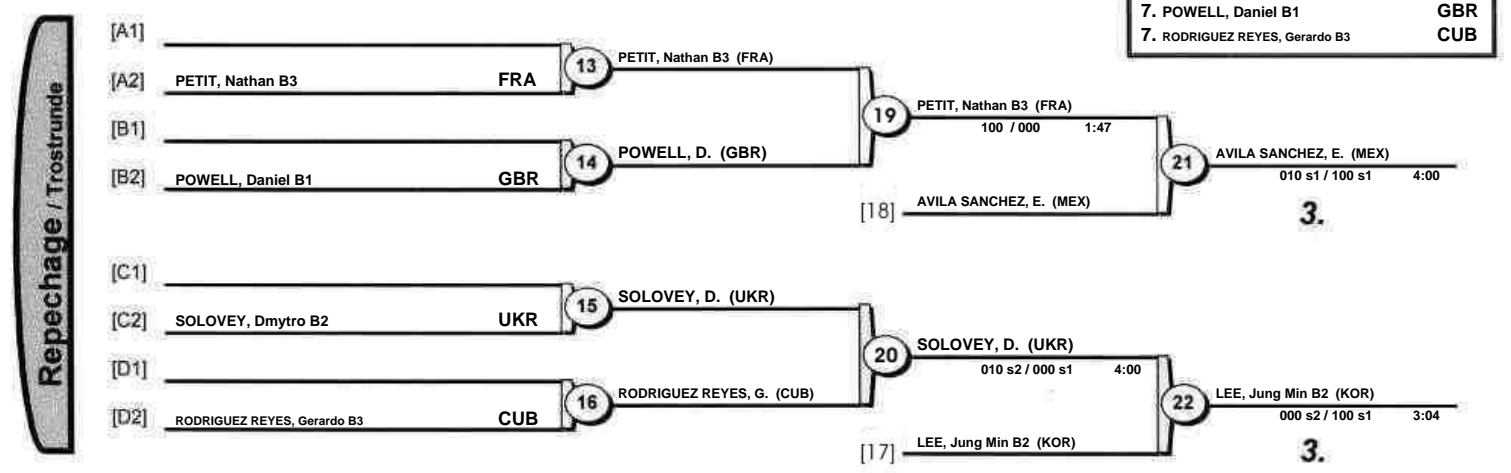 7. POWELL, Daniel B1 GBR
7. RODRIGUEZ REYES, Gerardo B3 CUB
Repechage / Trostrunde
[A1]
[A2] PETIT, Nathan B3 FRA
13
PETIT, Nathan B3 (FRA)
[B1]
[B2] POWELL, Daniel B1 GBR
14
POWELL, D. (GBR)
19
PETIT, Nathan B3 (FRA)
100 / 000 1:47
[18] AVILA SANCHEZ, E. (MEX)
21
AVILA SANCHEZ, E. (MEX)
010 s1 / 100 s1 4:00
3.
[C1]
[C2] SOLOVEY, Dmytro B2 UKR
15
SOLOVEY, D. (UKR)
[D1]
[D2] RODRIGUEZ REYES, Gerardo B3 CUB
16
RODRIGUEZ REYES, G. (CUB)
20
SOLOVEY, D. (UKR)
010 s2 / 000 s1 4:00
[17] LEE, Jung Min B2 (KOR)
22
LEE, Jung Min B2 (KOR)
000 s2 / 100 s1 3:04
3.